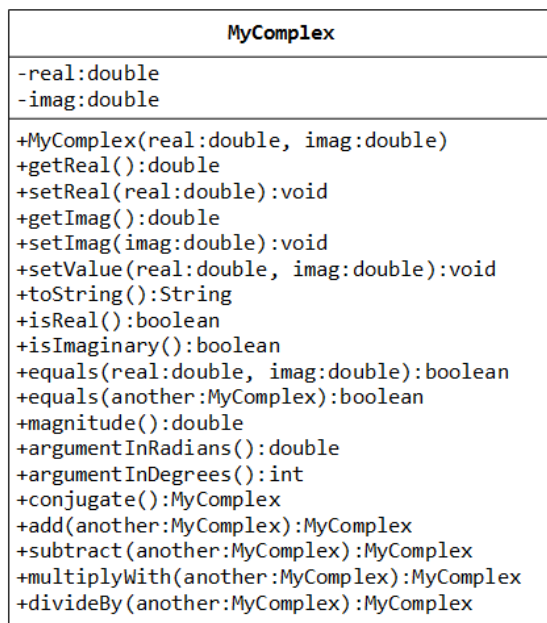 MyComplex
-real:double
-imag:double
+MyComplex(real:double, imag:double)
+getReal():double
+setReal(real:double):void
+getImag():double
+setImag(imag:double):void
+setValue(real:double, imag:double):void
+toString():String
+isReal():boolean
+isImaginary():boolean
+equals(real:double, imag:double):boolean
+equals(another:MyComplex):boolean
+magnitude():double
+argumentInRadians():double
+argumentInDegrees():int
+conjugate():MyComplex
+add(another:MyComplex):MyComplex
+subtract(another:MyComplex):MyComplex
+multiplyWith(another:MyComplex):MyComplex
+divideBy(another:MyComplex):MyComplex